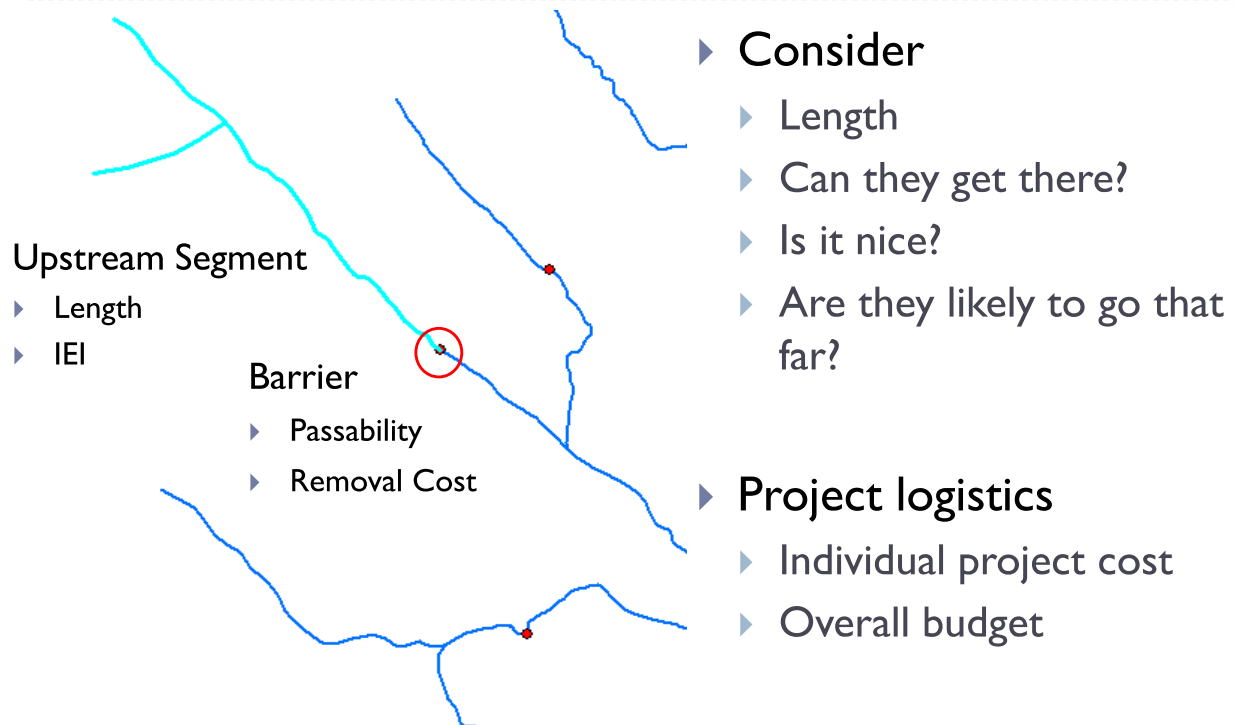 Upstream Segment
Length
IEI
Barrier
Passability
Removal Cost
Consider
Length
Can they get there?
Is it nice?
Are they likely to go that
far?
Project logistics
Individual project cost
Overall budget